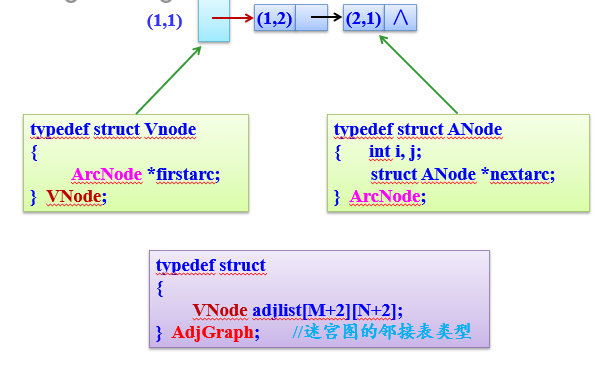 (1,1)
(1,2)
(2,1) ∧
typedef struct Vnode
{
ArcNode *firstarc;
} VNode;
typedef struct ANode
{ int i, j;
struct ANode *nextarc;
} ArcNode;
typedef struct
{
VNode adjlist[M+2][N+2];
} AdjGraph; //迷宫图的邻接表类型